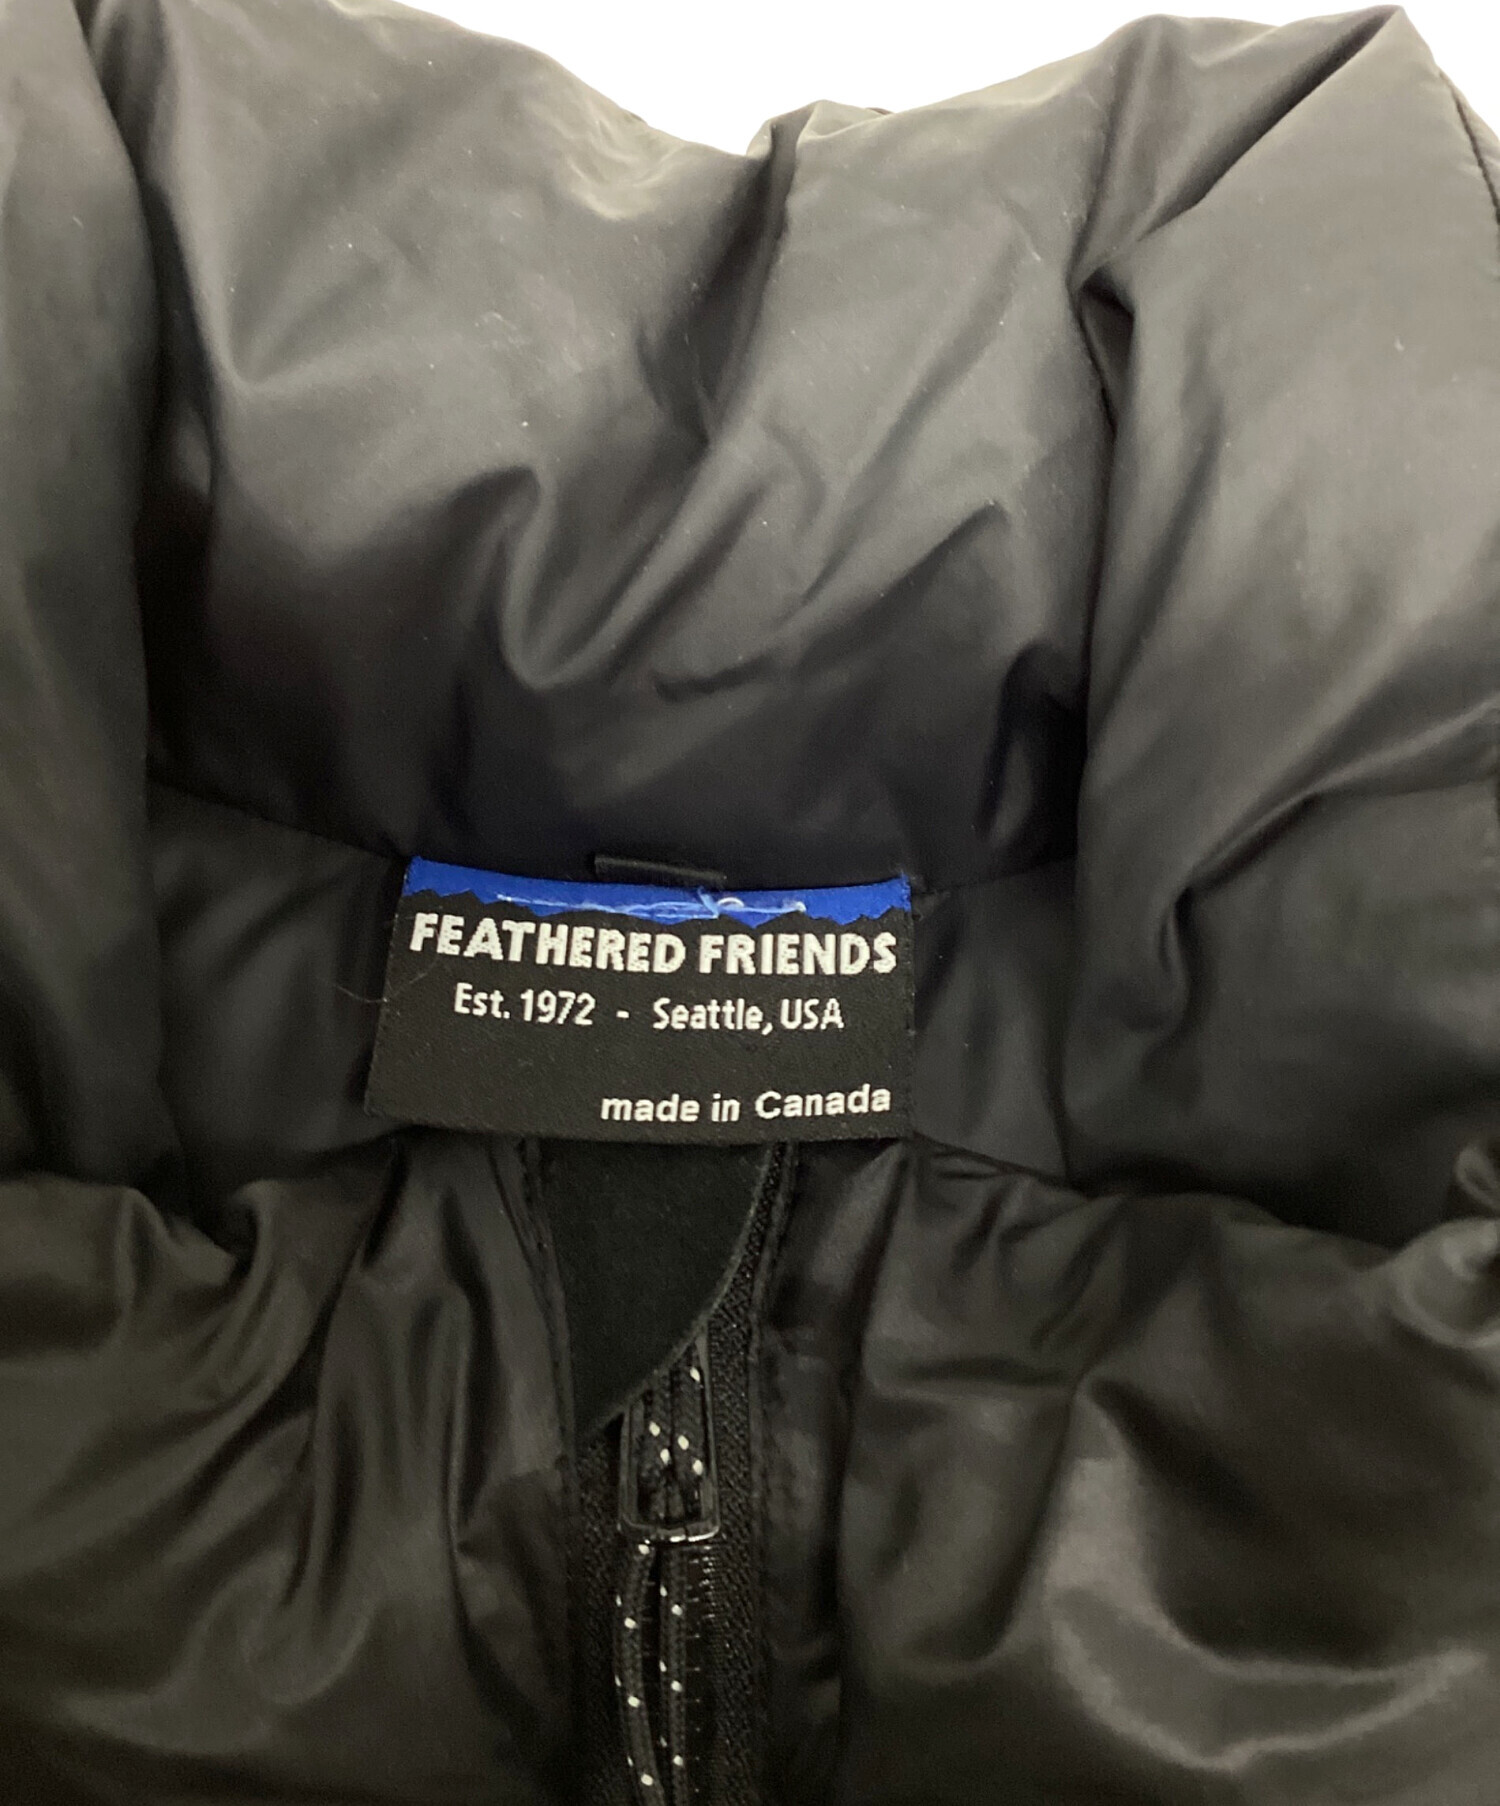 FEATHERED FRIENDS
Est. 1972 - Seattle, USA
made in Canada